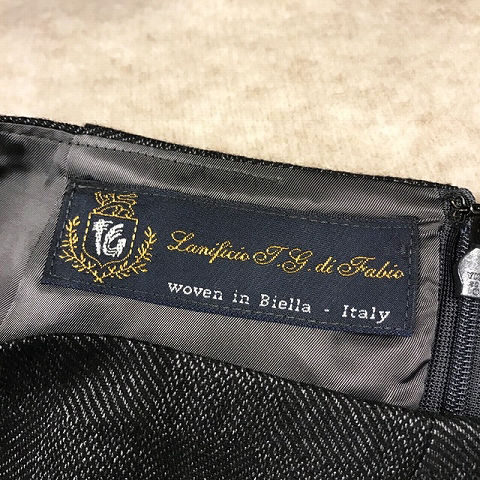 TG
Lanificio T.G. di Fabio
woven in Biella - Italy